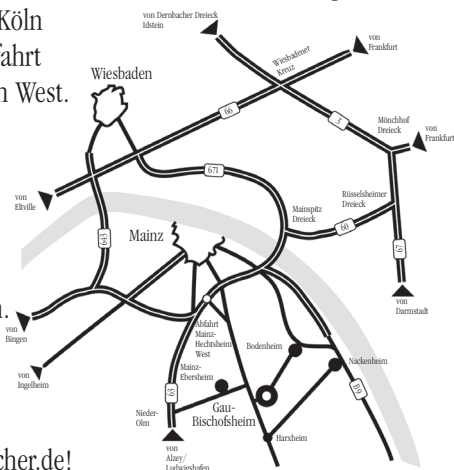 Köln
fahrt
n West.
n.
cher.de!
von Dernbacher Dreieck
Idstein
von
Frankfurt
Wiesbadener
Kreuz
Wiesbaden
66
3
Mönchhof
Dreieck
von
Frankfurt
671
von
Eltville
Mainspitz
Dreieck
Rüsselsheimer
Dreieck
60
643
Mainz
67
von
Darmstadt
von
Bingen
Abfahrt
Mainz-
Hechtsheim
West
Bodenheim
Nackenheim
von
Ingelheim
Mainz-
Ebersheim
63
B9
Nieder-
Olm
Gau-
Bischofsheim
Harxheim
von
Alzey/
Ludwigshafen